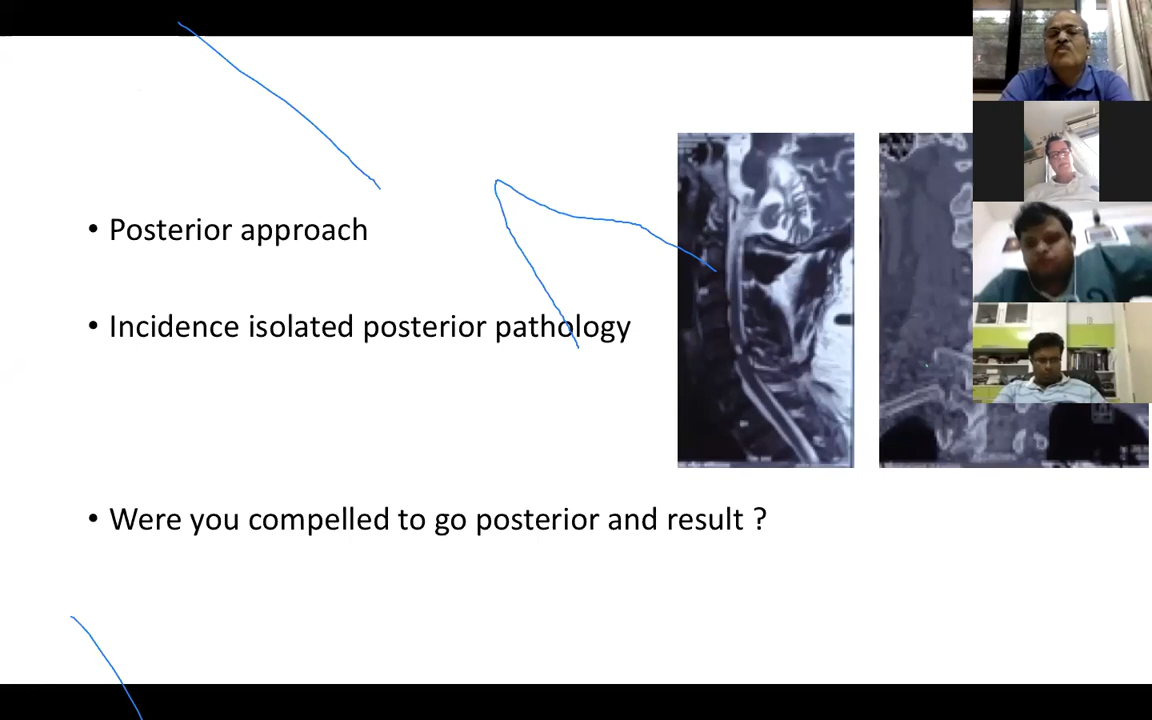 • Posterior approach
• Incidence isolated posterior pathology
• Were you compelled to go posterior and result ?